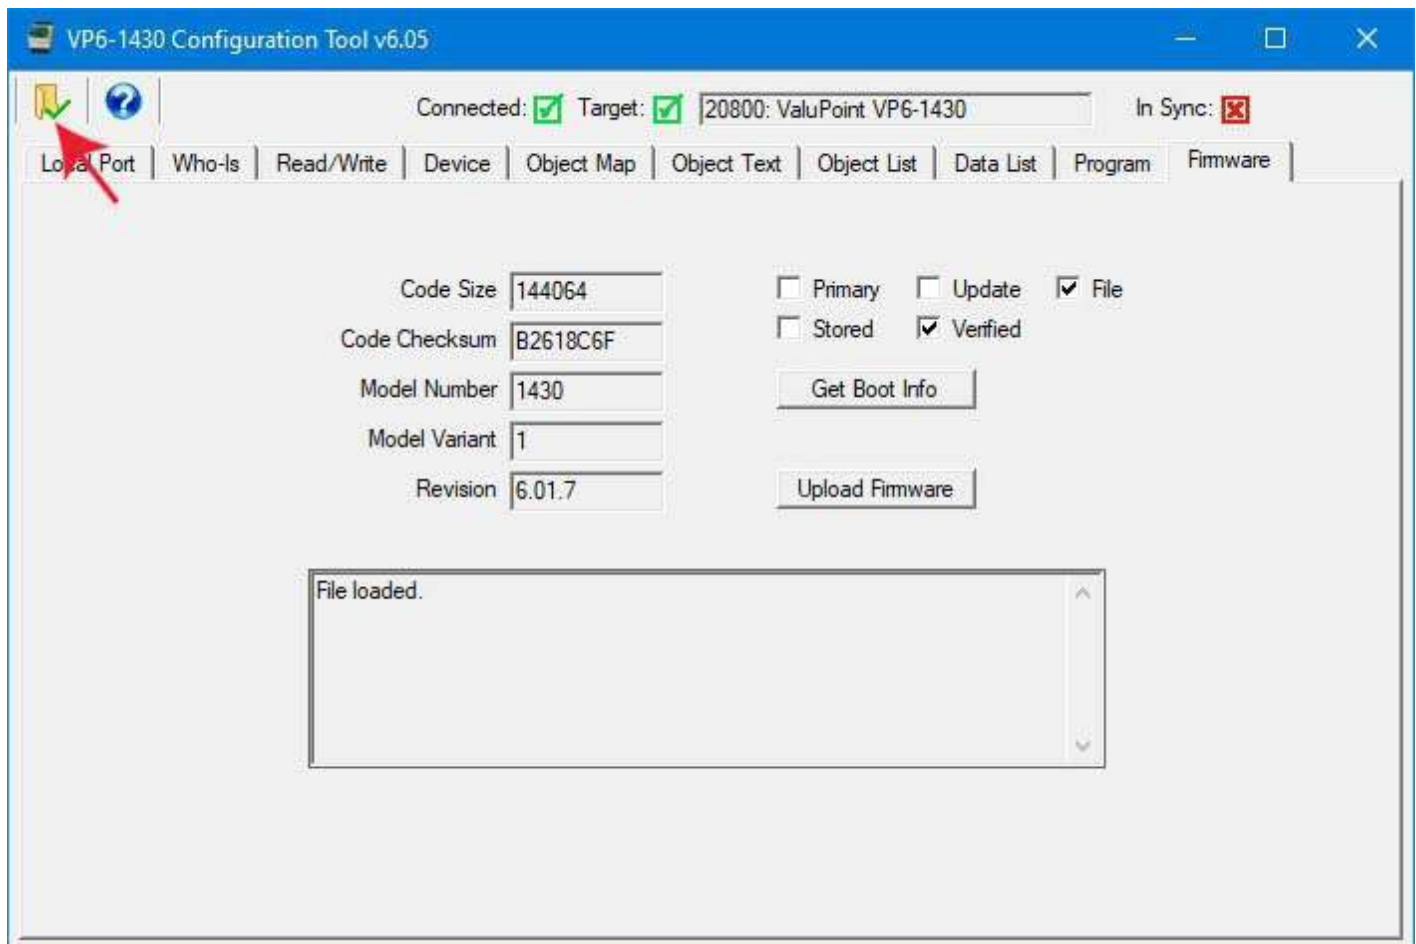 VP6-1430 Configuration Tool v6.05
Connected: Target: 20800: ValuPoint VP6-1430 In Sync:
Local Port Who-Is Read/Write Device Object Map Object Text Object List Data List Program Firmware
Code Size 144064 Primary Update File
Code Checksum B2618C6F Stored Verified
Model Number 1430 Get Boot Info
Model Variant 1
Revision 6.01.7 Upload Firmware
File loaded.